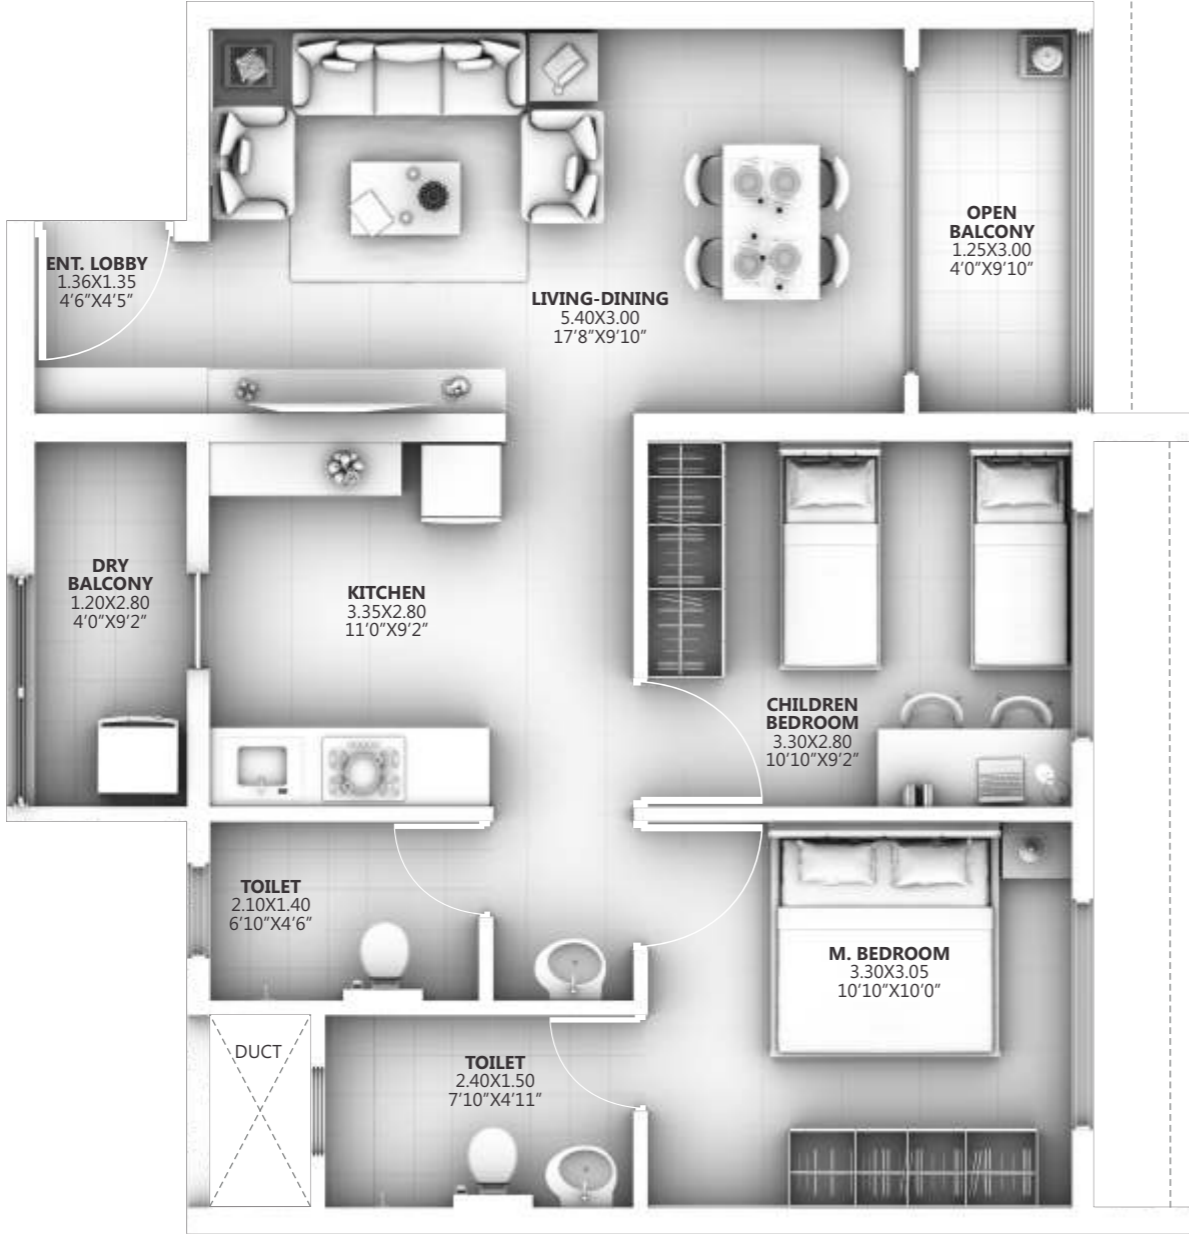 OPEN
BALCONY
1.25X3.00
4'0"X9'10"
ENT. LOBBY
1.36X1.35
4'6"X4'5"
LIVING-DINING
5.40X3.00
17'8"X9'10"
DRY
BALCONY
1.20X2.80
4'0"X9'2"
KITCHEN
3.35X2.80
11'0"X9'2"
CHILDREN
BEDROOM
3.30X2.80
10'10"X9'2"
TOILET
2.10X1.40
6'10"X4'6"
M. BEDROOM
3.30X3.05
10'10"X10'0"
DUCT
TOILET
2.40X1.50
7'10"X4'11"